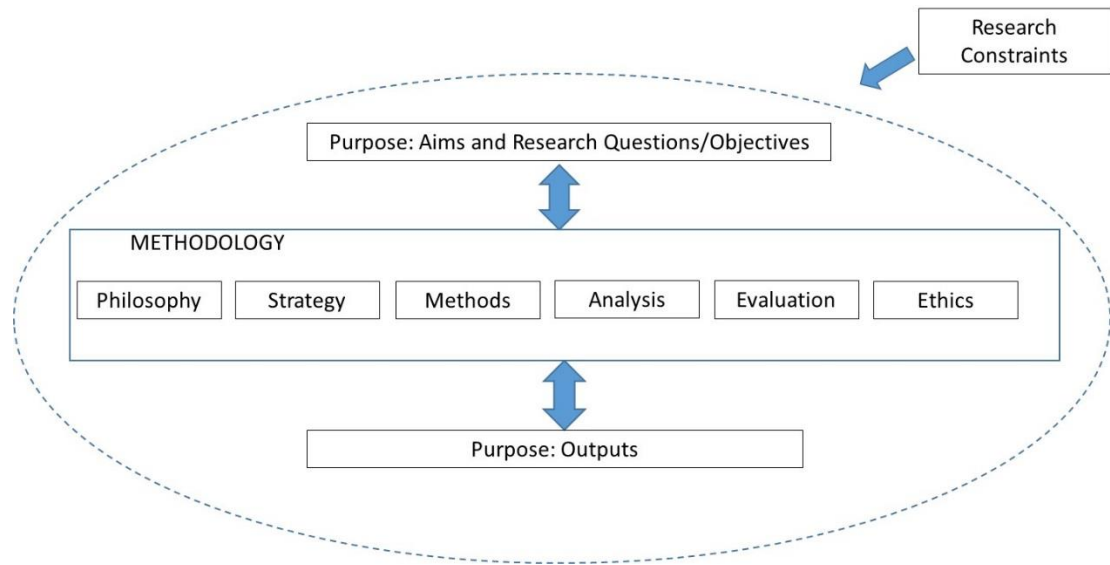 Research
Constraints
Purpose: Aims and Research Questions/Objectives
METHODOLOGY
Philosophy
Strategy
Methods
Analysis
Evaluation
Ethics
Purpose: Outputs